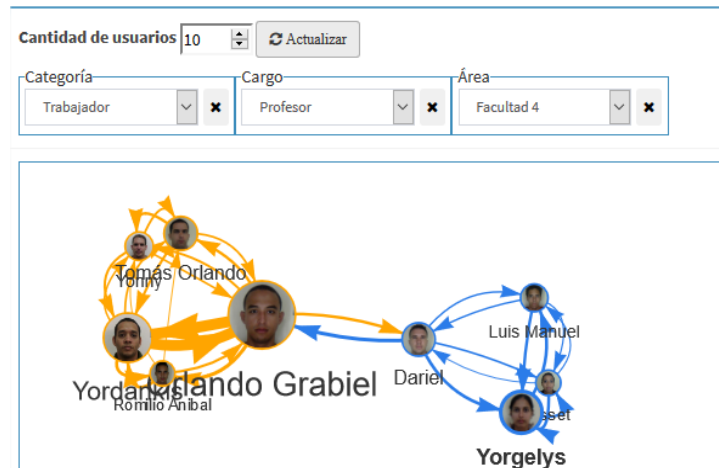 Cantidad de usuarios 10 Actualizar
Categoría Cargo Área
Trabajador Profesor Facultad 4
Tomás Orlando
Yonny
Luis Manuel
Dariel
Orlando Grabiel
Yordankis
Romilio Anibal
Yorgelys